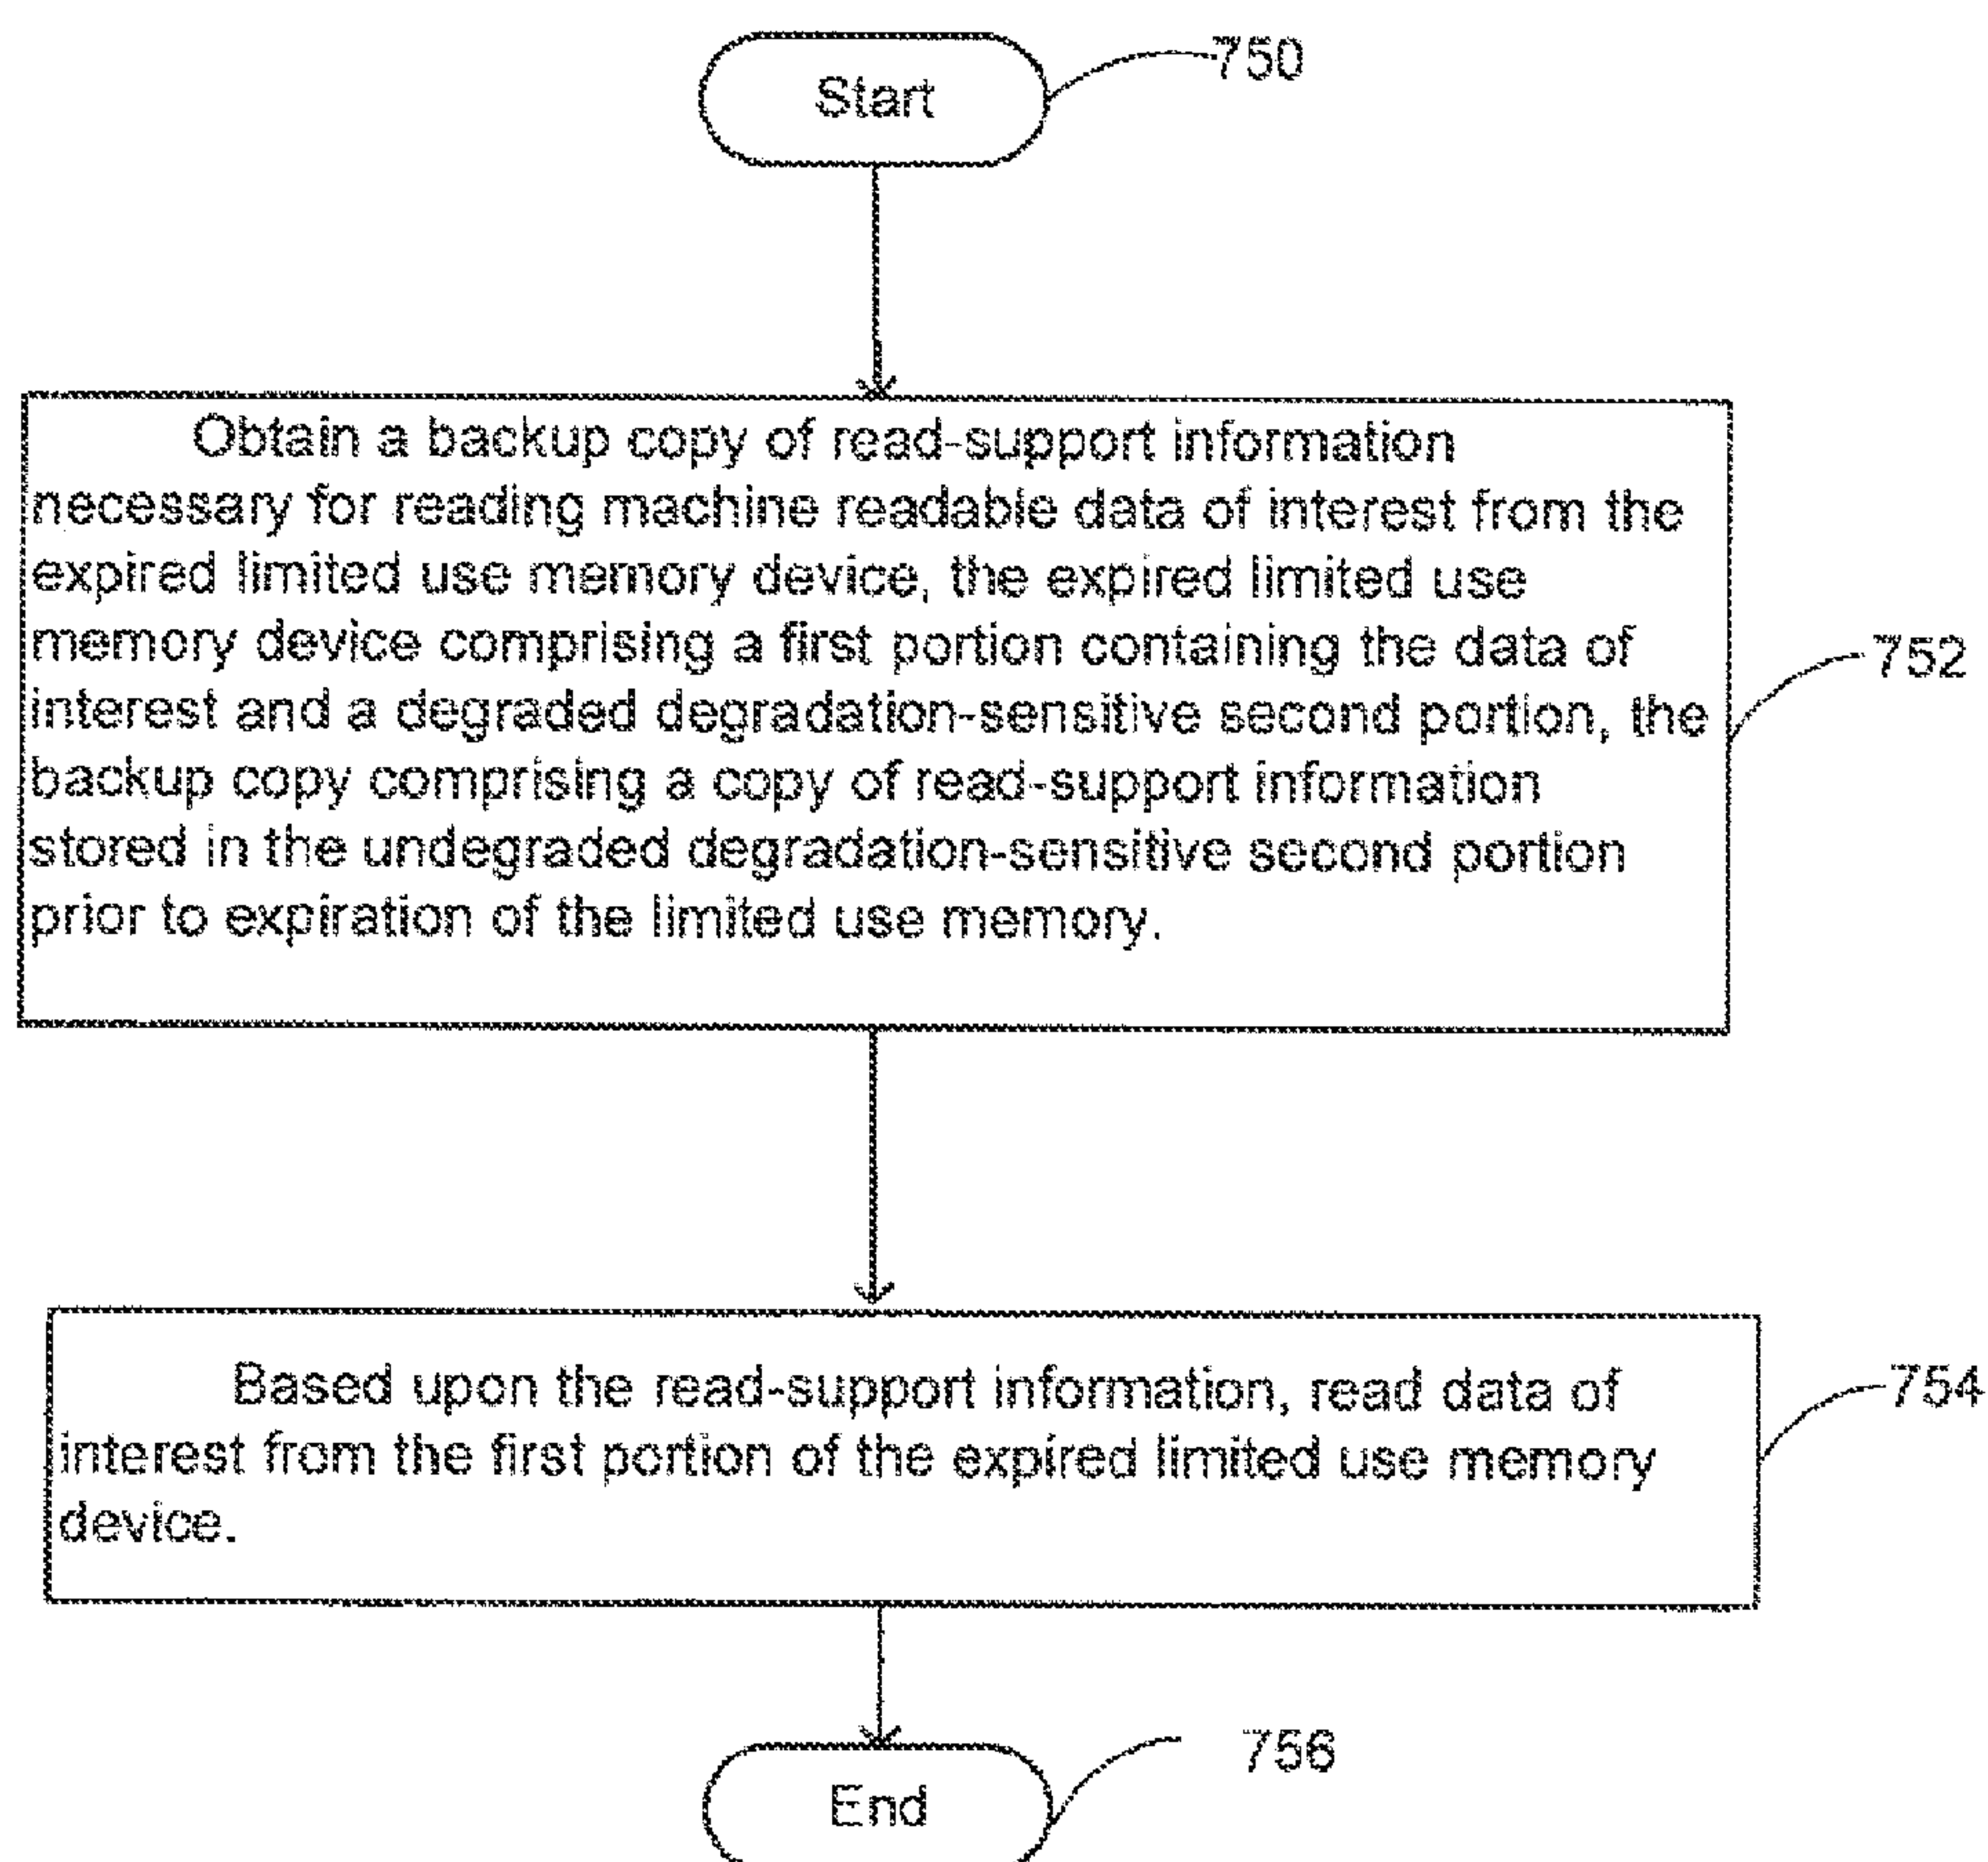 Start
750
Obtain a backup copy of read-support information
necessary for reading machine readable data of interest from the
expired limited use memory device, the expired limited use
memory device comprising a first portion containing the data of
interest and a degraded degradation-sensitive second portion, the
backup copy comprising a copy of read-support information
stored in the undegraded degradation-sensitive second portion
prior to expiration of the limited use memory.
752
Based upon the read-support information, read data of
interest from the first portion of the expired limited use memory
device.
754
End
756